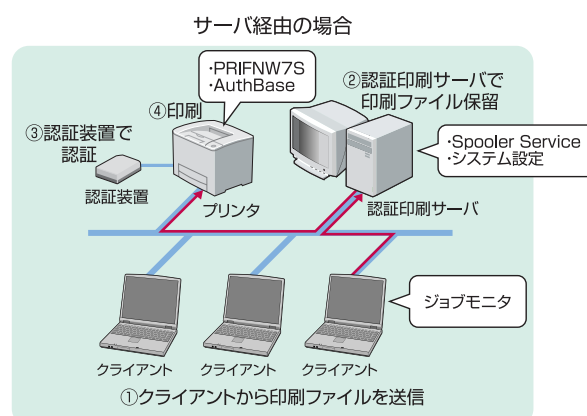 サーバ経由の場合
・PRIFNW7S
・AuthBase
②認証印刷サーバで
印刷ファイル保留
④印刷
③認証装置で
認証
・Spooler Service
・システム設定
認証装置
プリンタ
認証印刷サーバ
ジョブモニタ
クライアント
クライアント
クライアント
①クライアントから印刷ファイルを送信